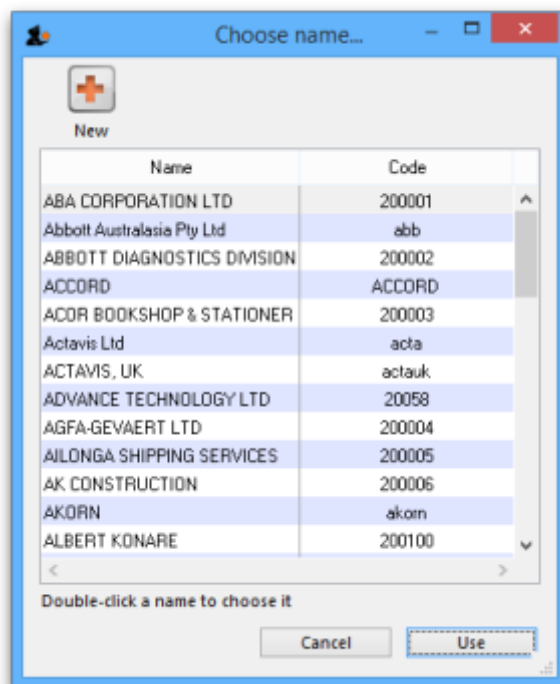 Choose name...
New
Name Code
ABA CORPORATION LTD 200001
Abbott Australasia Pty Ltd abb
ABBOTT DIAGNOSTICS DIVISION 200002
ACCORD ACCORD
ACOR BOOKSHOP & STATIONER 200003
Actavis Ltd acta
ACTAVIS, UK actauk
ADVANCE TECHNOLOGY LTD 20058
AGFA-GEVAERT LTD 200004
AILONGA SHIPPING SERVICES 200005
AK CONSTRUCTION 200006
AKORN akorn
ALBERT KONARE 200100
Double-click a name to choose it
Cancel Use